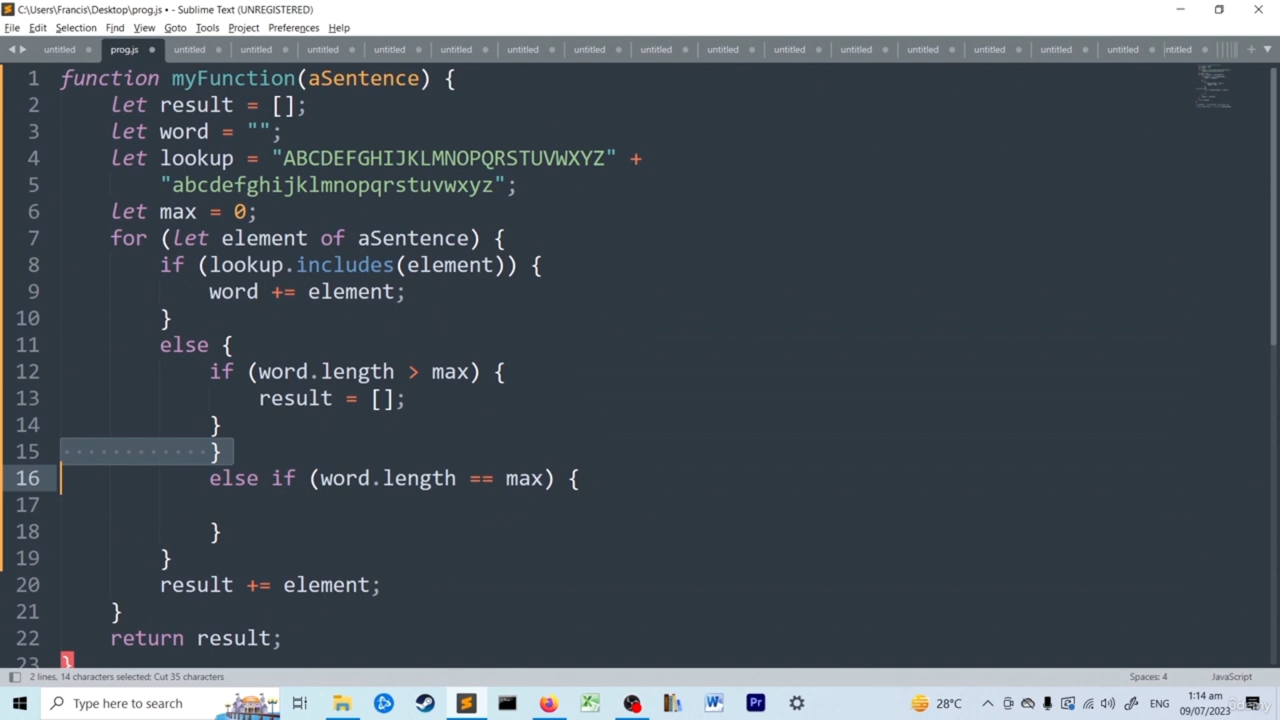 C:\Users\Francis\Desktop\prog.js • - Sublime Text (UNREGISTERED)
File Edit Selection Find View Goto Tools Project Preferences Help
untitled prog.js untitled untitled untitled untitled untitled untitled untitled untitled untitled untitled untitled untitled untitled untitled untitled ntitled
1 function myFunction(aSentence) {
2 let result = [];
3 let word = "";
4 let lookup = "ABCDEFGHIJKLMNOPQRSTUVWXYZ" +
5 "abcdefghijklmnopqrstuvwxyz";
6 let max = 0;
7 for (let element of aSentence) {
8 if (lookup.includes(element)) {
9 word += element;
10 }
11 else {
12 if (word.length > max) {
13 result = [];
14 }
15 ············}
16 else if (word.length == max) {
17
18 }
19 }
20 result += element;
21 }
22 return result;
23 }
2 lines, 14 characters selected: Cut 35 characters
Spaces: 4 JavaScript
Type here to search
28°C
ENG
1:14 am
09/07/2023